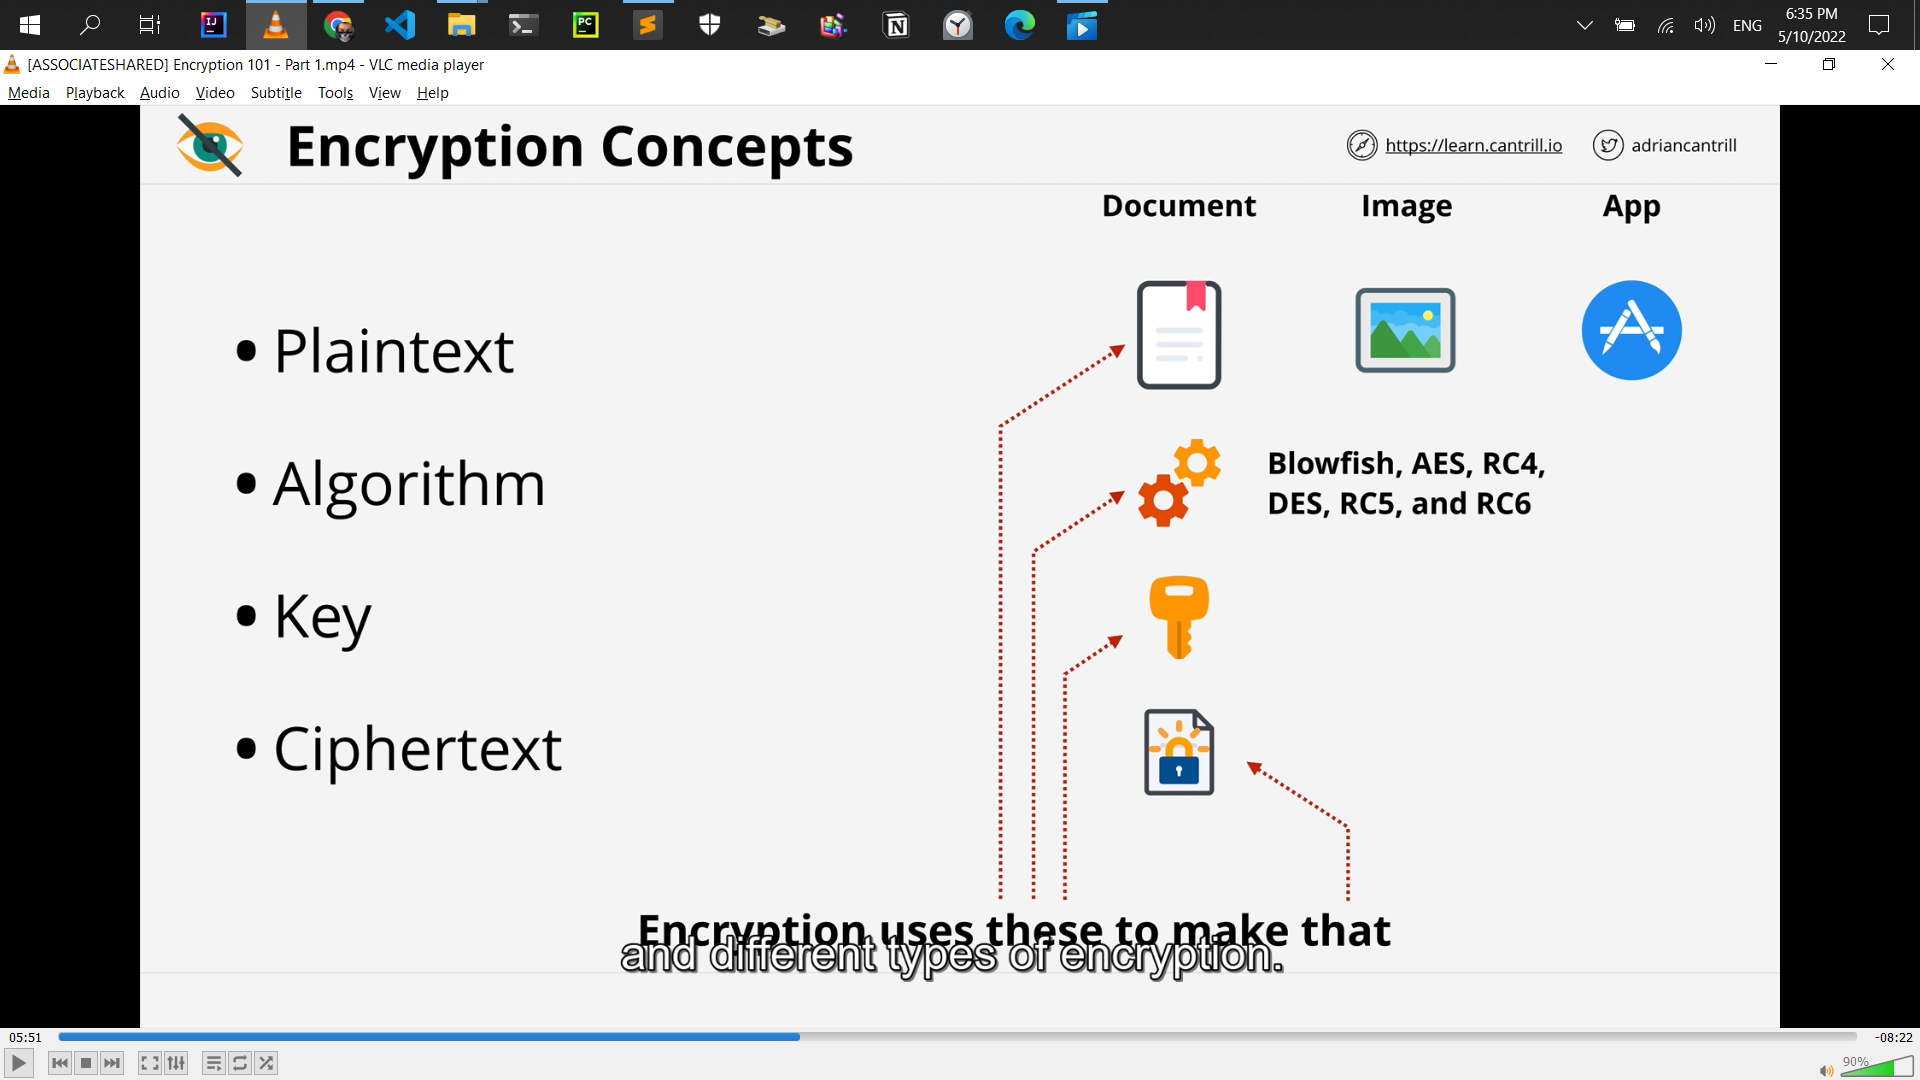 IJ
PC
N
ENG
6:35 PM
5/10/2022
[ASSOCIATESHARED] Encryption 101 - Part 1.mp4 - VLC media player
Media Playback Audio Video Subtitle Tools View Help
Encryption Concepts
https://learn.cantrill.io
adriancantrill
Document Image App
• Plaintext
• Algorithm
Blowfish, AES, RC4,
DES, RC5, and RC6
• Key
• Ciphertext
Encryption uses these to make that
and different types of encryption.
05:51
-08:22
90%